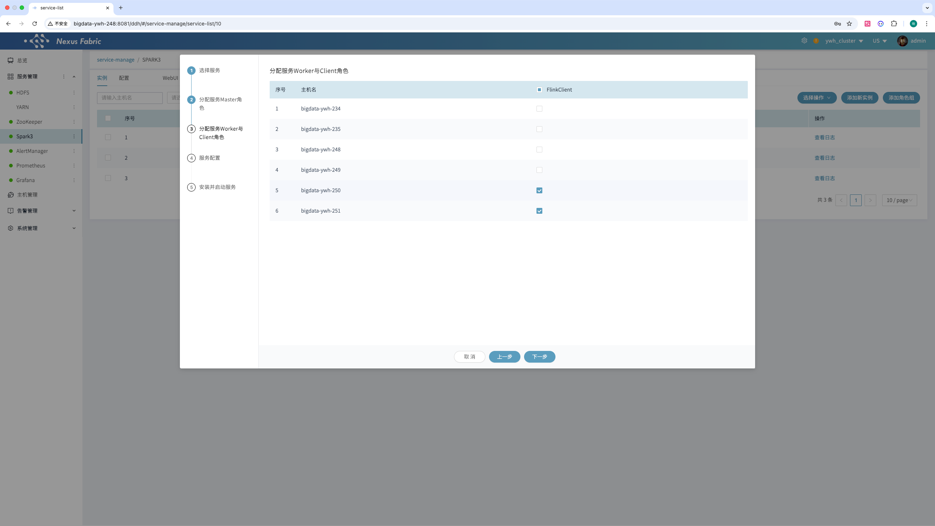 service-list
不安全
bigdata-ywh-248:8081/ddh/#/service-manage/service-list/10
Nexus Fabric
ywh_cluster
US
admin
总览
服务管理
HDFS
YARN
ZooKeeper
Spark3
AlertManager
Prometheus
Grafana
主机管理
告警管理
系统管理
service-manage / SPARK3
实例
配置
WebUI
请输入主机名
选择操作
添加新实例
添加角色组
序号
操作
1
查看日志
2
查看日志
3
查看日志
共 3 条
1
10 / page
1
选择服务
2
分配服务Master角
色
3
分配服务Worker与
Client角色
4
服务配置
5
安装并启动服务
分配服务Worker与Client角色
序号
主机名
FlinkClient
1
bigdata-ywh-234
2
bigdata-ywh-235
3
bigdata-ywh-248
4
bigdata-ywh-249
5
bigdata-ywh-250
6
bigdata-ywh-251
取 消
上一步
下一步